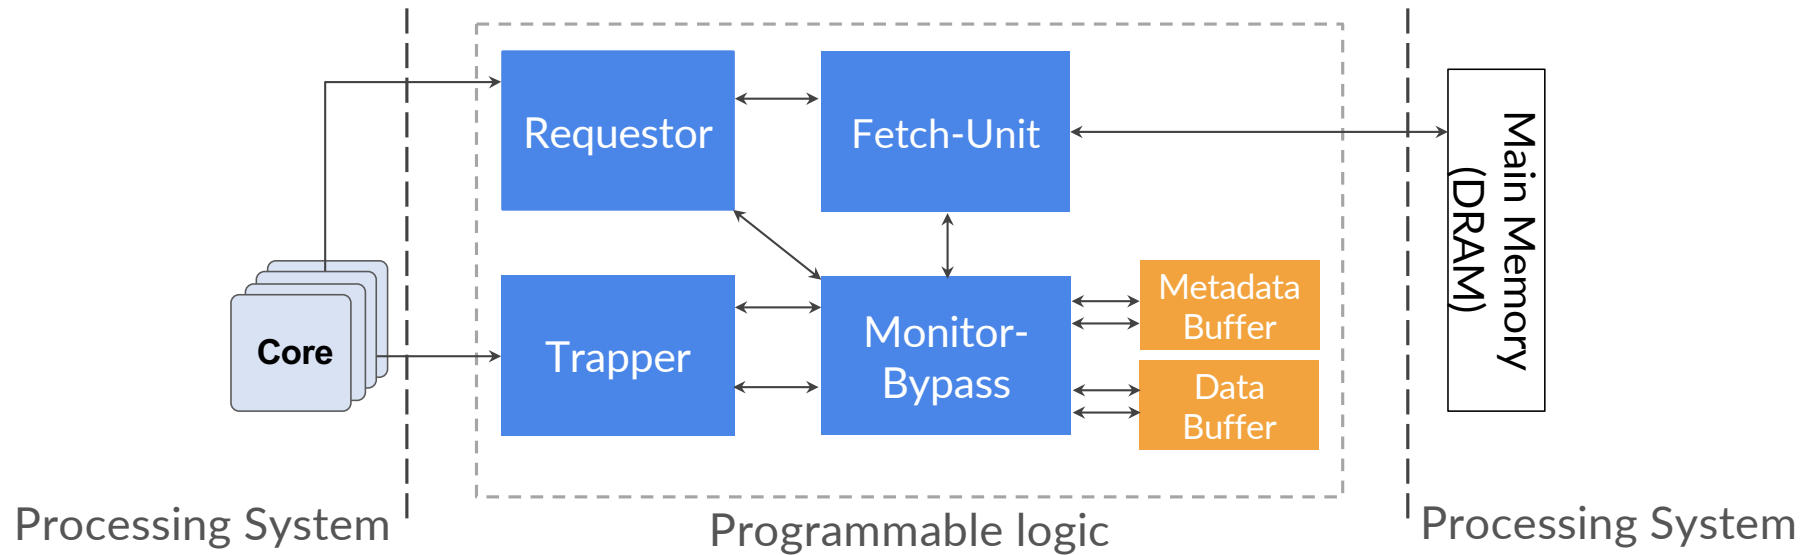 Requestor
Fetch-Unit
Main Memory
(DRAM)
Core
Trapper
Monitor-
Bypass
Metadata
Buffer
Data
Buffer
Processing System
Programmable logic
Processing System